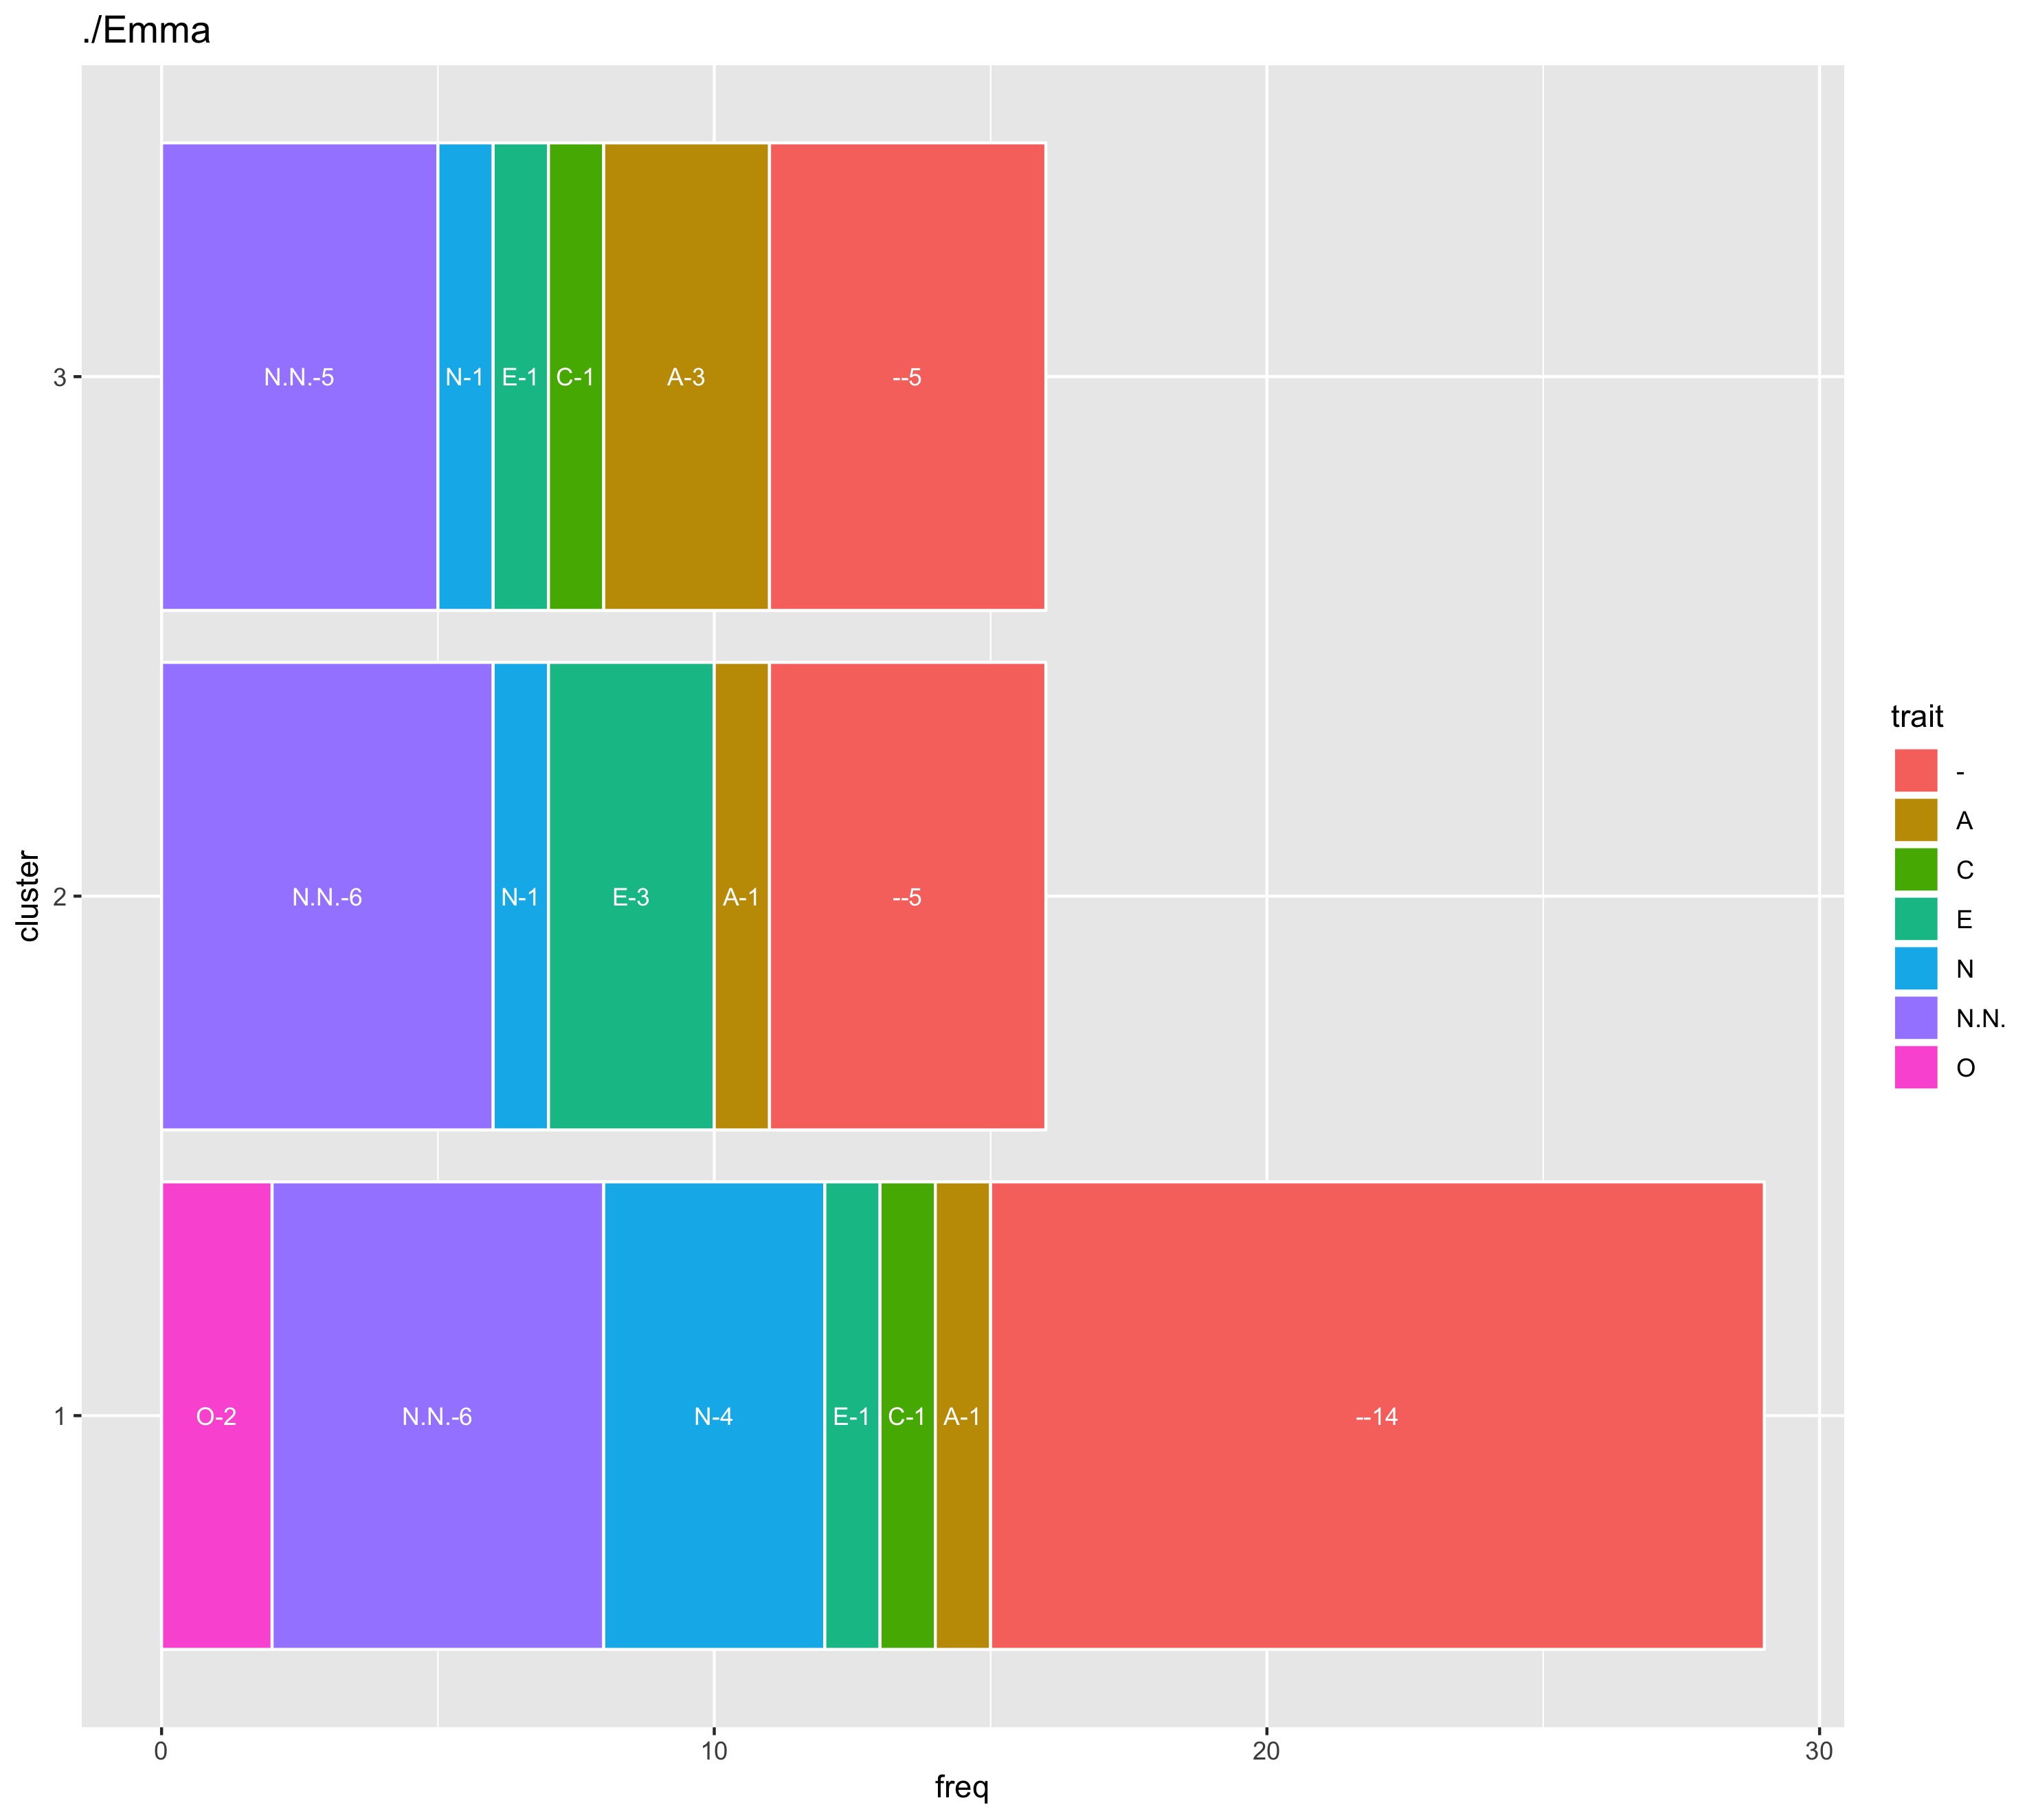 ./Emma
cluster
3
N.N.-5 N-1 E-1 C-1 A-3 --5
2
N.N.-6 N-1 E-3 A-1 --5
1
O-2 N.N.-6 N-4 E-1 C-1 A-1 --14
0 10 20 30
freq
trait
-
A
C
E
N
N.N.
O